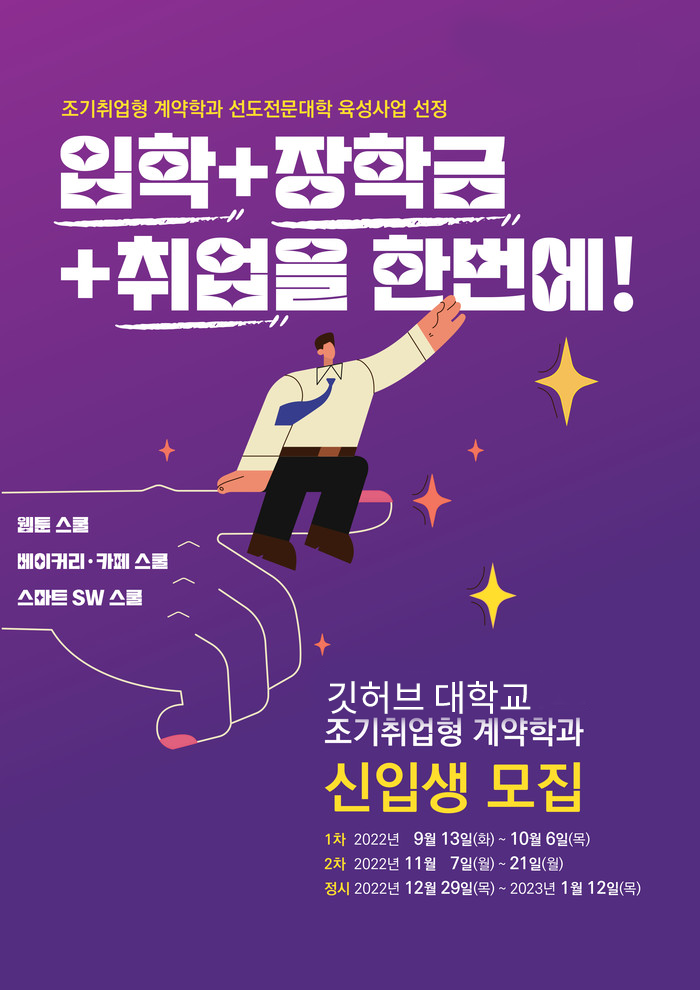 조기취업형 계약학과 선도전문대학 육성사업 선정
입학+장학금
+취업을 한번에!
웹툰 스쿨
베이커리·카페 스쿨
스마트 SW 스쿨
깃허브 대학교
조기취업형 계약학과
신입생 모집
1차 2022년 9월 13일(화) ~ 10월 6일(목)
2차 2022년 11월 7일(월) ~ 21일(월)
정시 2022년 12월 29일(목) ~ 2023년 1월 12일(목)